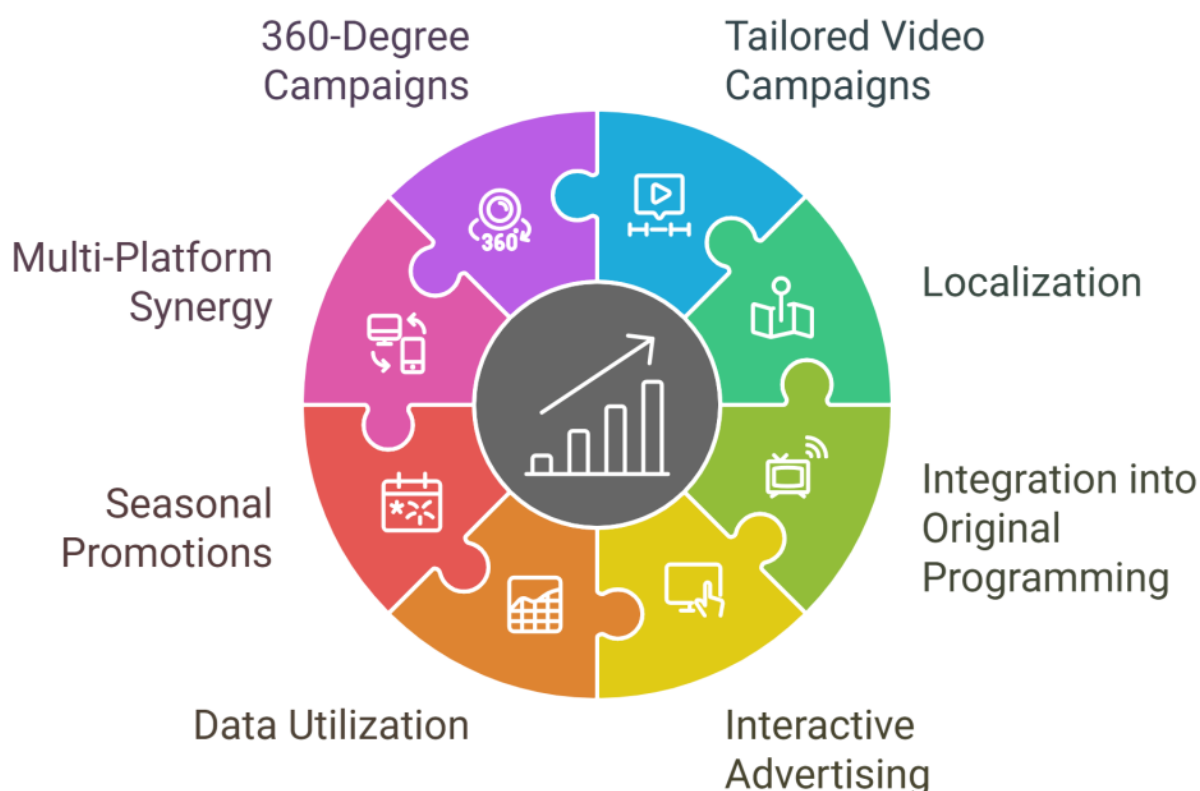 360-Degree
Campaigns
Tailored Video
Campaigns
Multi-Platform
Synergy
Localization
Seasonal
Promotions
Integration into
Original
Programming
Data Utilization
Interactive
Advertising
360°